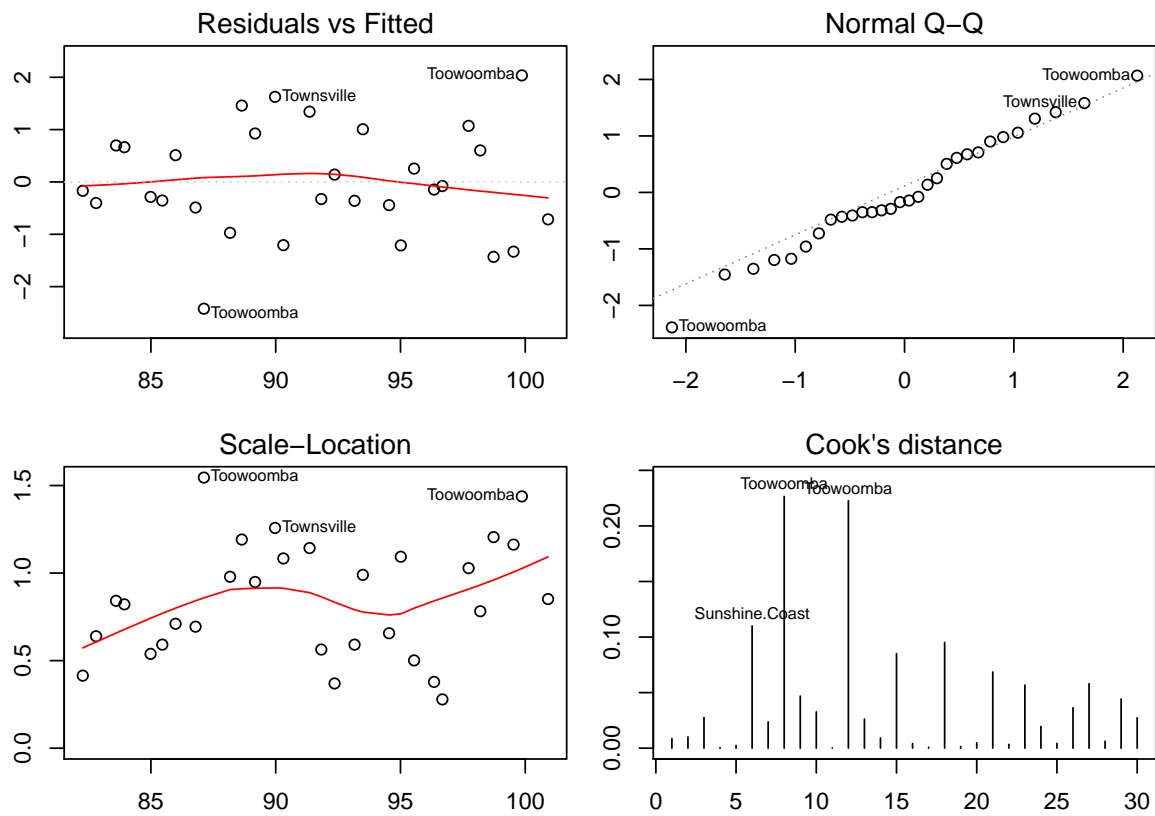 Residuals vs Fitted
2
1
0
−1
−2
Toowoomba
Townsville
Toowoomba
85 90 95 100
Normal Q−Q
2
1
0
−1
−2
Toowoomba
Townsville
Toowoomba
−2 −1 0 1 2
Scale−Location
1.5
1.0
0.5
0.0
Toowoomba
Toowoomba
Townsville
85 90 95 100
Cook's distance
0.20
0.10
0.00
Toowoomba
Toowoomba
Sunshine.Coast
0 5 10 15 20 25 30